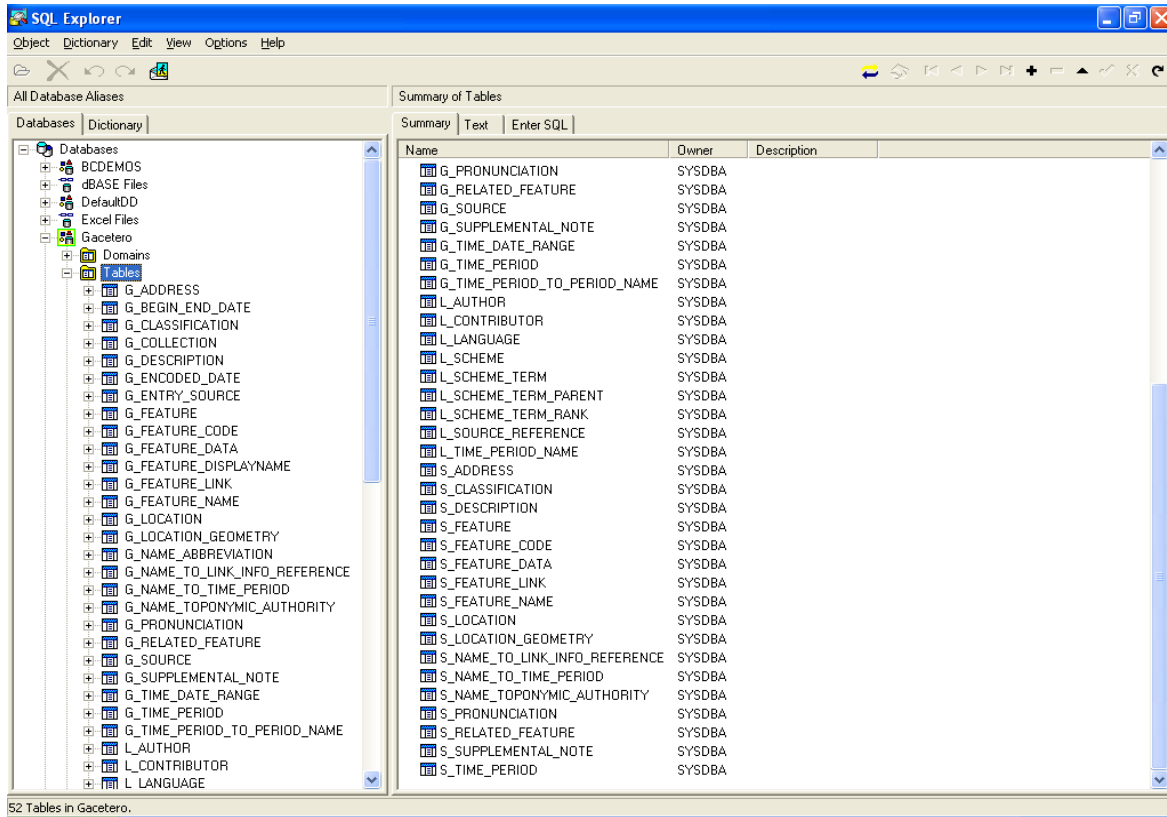 SQL Explorer
Object Dictionary Edit View Options Help
All Database Aliases
Summary of Tables
Databases Dictionary
Summary Text Enter SQL
Databases
BCDEMOS
dBASE Files
DefaultDD
Excel Files
Gacetero
Domains
Tables
G_ADDRESS
G_BEGIN_END_DATE
G_CLASSIFICATION
G_COLLECTION
G_DESCRIPTION
G_ENCODED_DATE
G_ENTRY_SOURCE
G_FEATURE
G_FEATURE_CODE
G_FEATURE_DATA
G_FEATURE_DISPLAYNAME
G_FEATURE_LINK
G_FEATURE_NAME
G_LOCATION
G_LOCATION_GEOMETRY
G_NAME_ABBREVIATION
G_NAME_TO_LINK_INFO_REFERENCE
G_NAME_TO_TIME_PERIOD
G_NAME_TOPONYMIC_AUTHORITY
G_PRONUNCIATION
G_RELATED_FEATURE
G_SOURCE
G_SUPPLEMENTAL_NOTE
G_TIME_DATE_RANGE
G_TIME_PERIOD
G_TIME_PERIOD_TO_PERIOD_NAME
L_AUTHOR
L_CONTRIBUTOR
L_LANGUAGE
Name Owner Description
G_PRONUNCIATION SYSDBA
G_RELATED_FEATURE SYSDBA
G_SOURCE SYSDBA
G_SUPPLEMENTAL_NOTE SYSDBA
G_TIME_DATE_RANGE SYSDBA
G_TIME_PERIOD SYSDBA
G_TIME_PERIOD_TO_PERIOD_NAME SYSDBA
L_AUTHOR SYSDBA
L_CONTRIBUTOR SYSDBA
L_LANGUAGE SYSDBA
L_SCHEME SYSDBA
L_SCHEME_TERM SYSDBA
L_SCHEME_TERM_PARENT SYSDBA
L_SCHEME_TERM_RANK SYSDBA
L_SOURCE_REFERENCE SYSDBA
L_TIME_PERIOD_NAME SYSDBA
S_ADDRESS SYSDBA
S_CLASSIFICATION SYSDBA
S_DESCRIPTION SYSDBA
S_FEATURE SYSDBA
S_FEATURE_CODE SYSDBA
S_FEATURE_DATA SYSDBA
S_FEATURE_LINK SYSDBA
S_FEATURE_NAME SYSDBA
S_LOCATION SYSDBA
S_LOCATION_GEOMETRY SYSDBA
S_NAME_TO_LINK_INFO_REFERENCE SYSDBA
S_NAME_TO_TIME_PERIOD SYSDBA
S_NAME_TOPONYMIC_AUTHORITY SYSDBA
S_PRONUNCIATION SYSDBA
S_RELATED_FEATURE SYSDBA
S_SUPPLEMENTAL_NOTE SYSDBA
S_TIME_PERIOD SYSDBA
52 Tables in Gacetero.